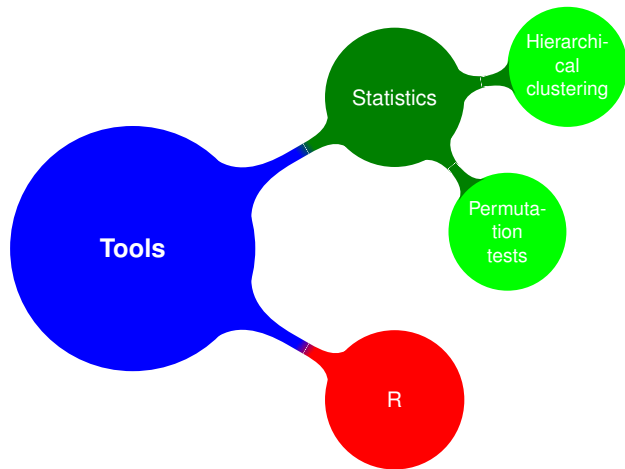 Tools
Statistics
Hierarchi-
cal
clustering
Permuta-
tion
tests
R